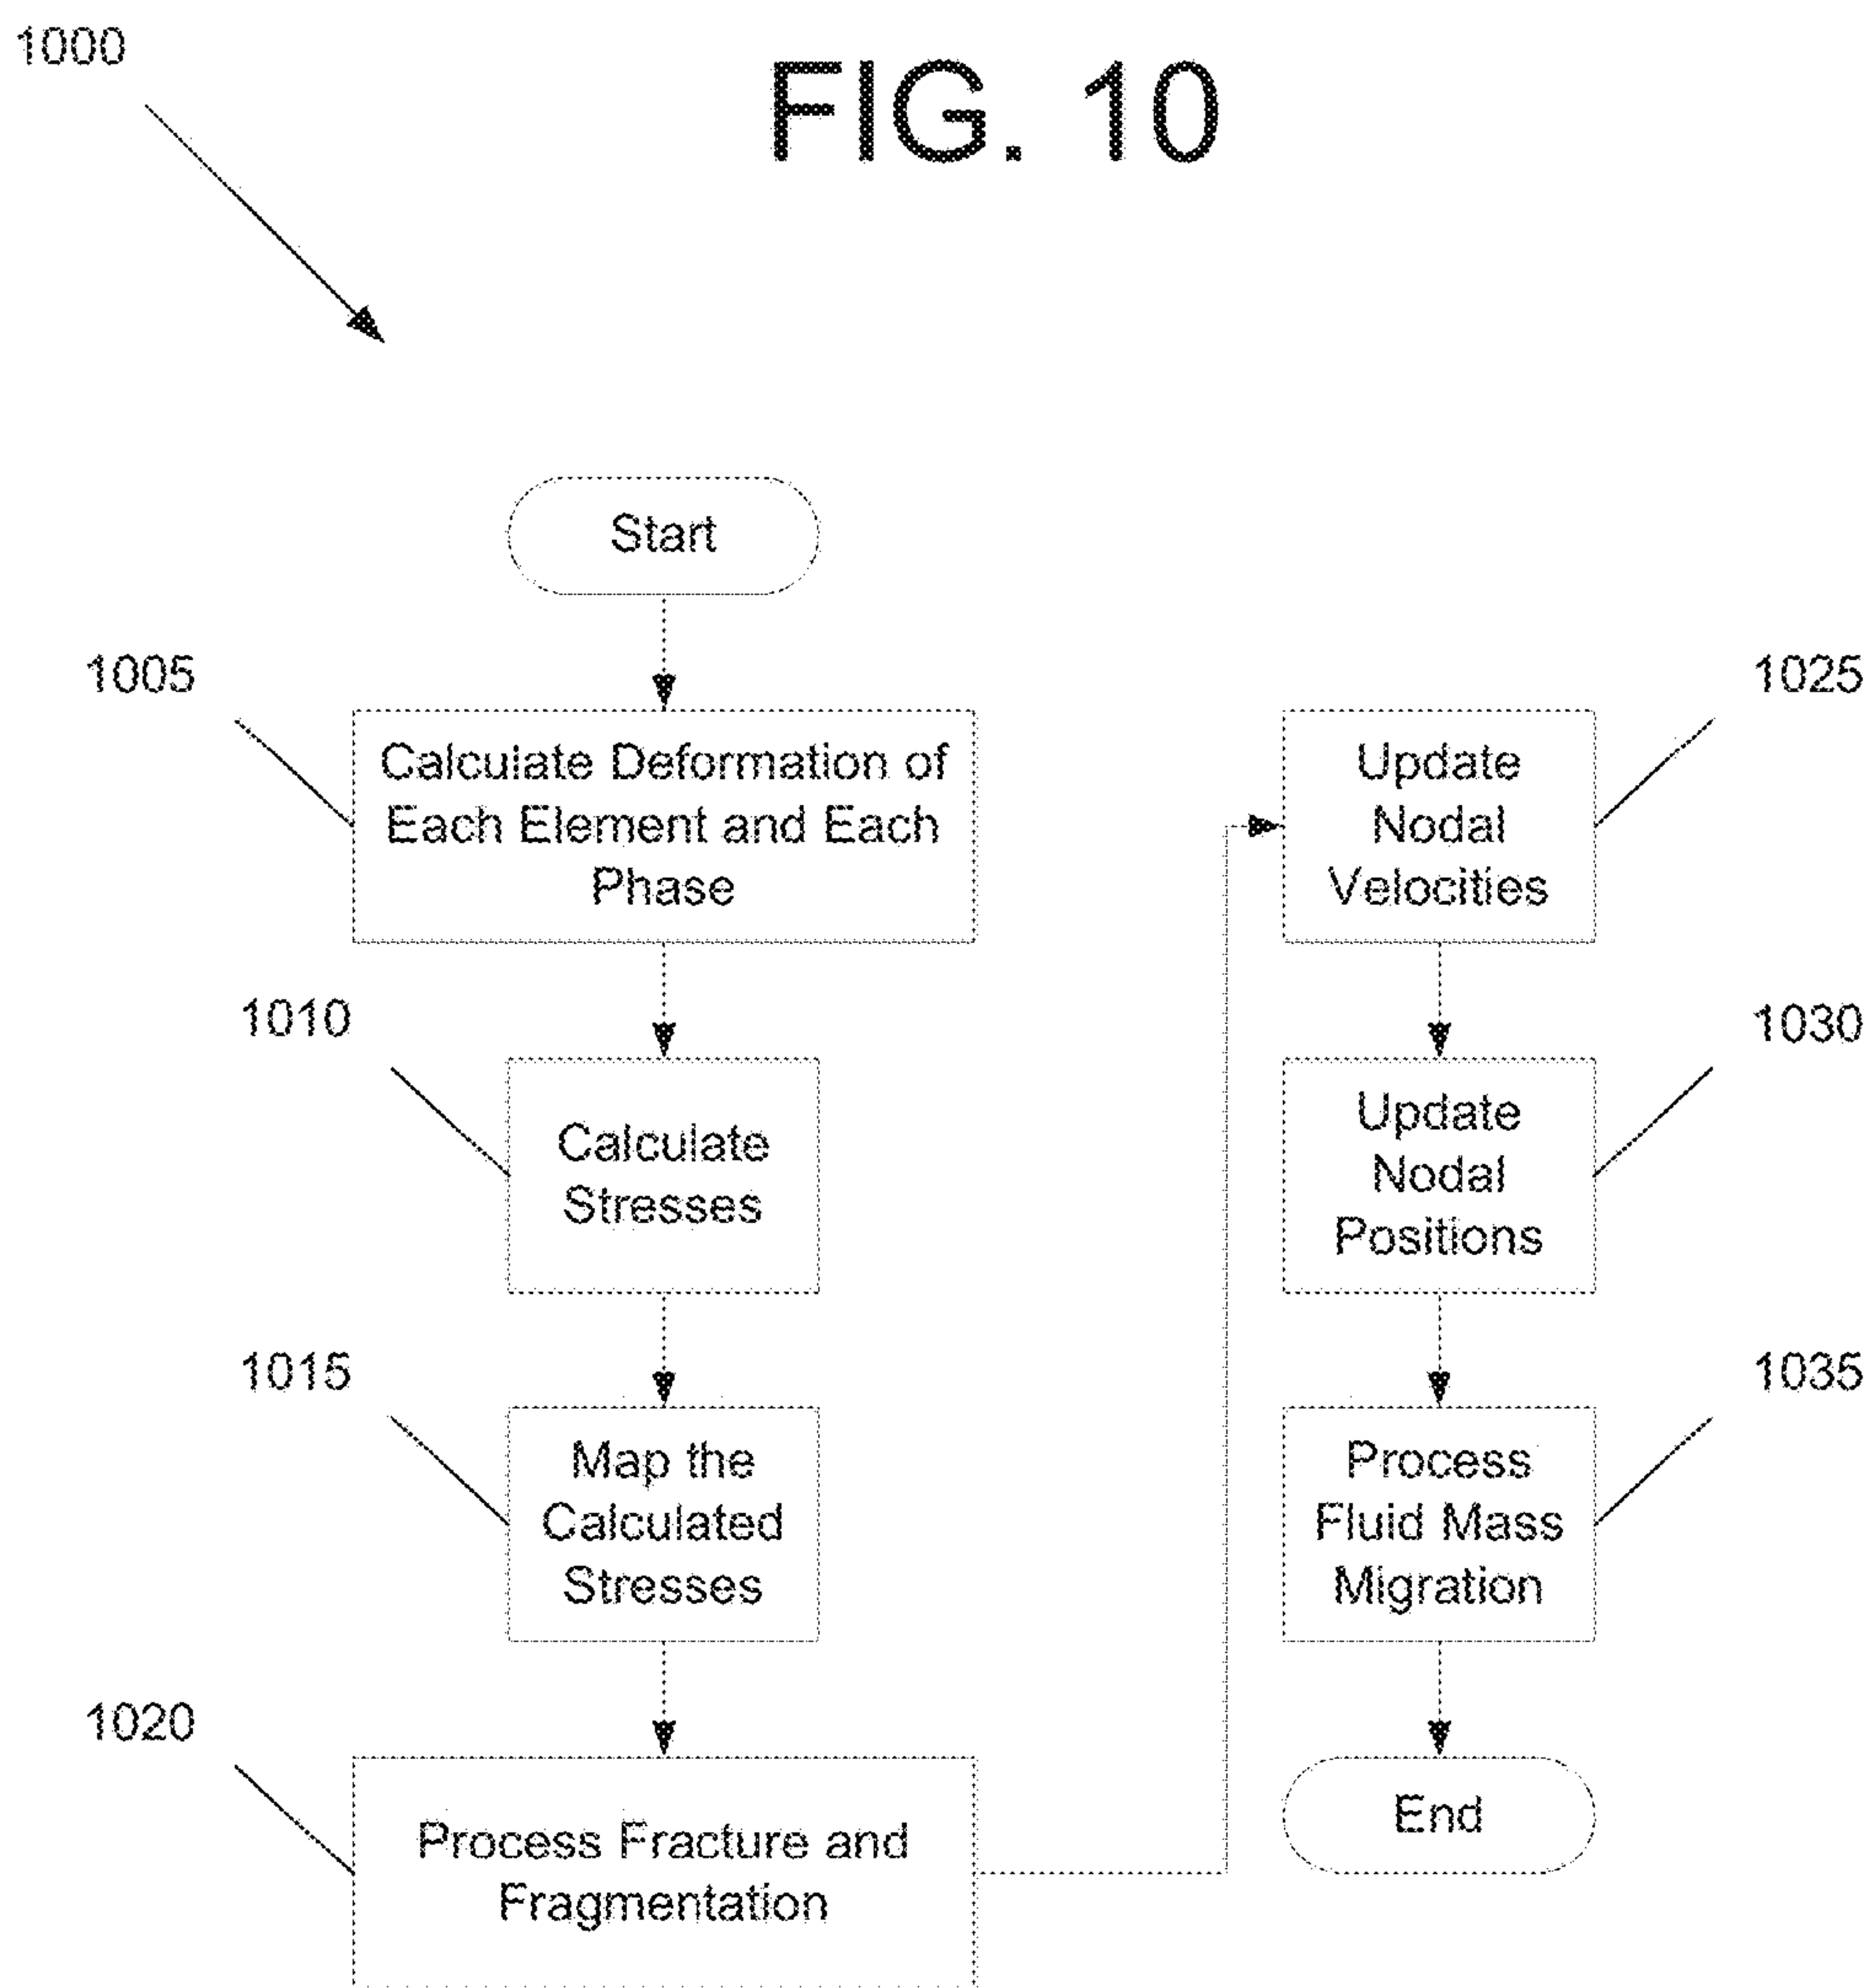 1000
FIG. 10
Start
1005
Calculate Deformation of
Each Element and Each
Phase
1010
Calculate
Stresses
1015
Map the
Calculated
Stresses
1020
Process Fracture and
Fragmentation
1025
Update
Nodal
Velocities
1030
Update
Nodal
Positions
1035
Process
Fluid Mass
Migration
End